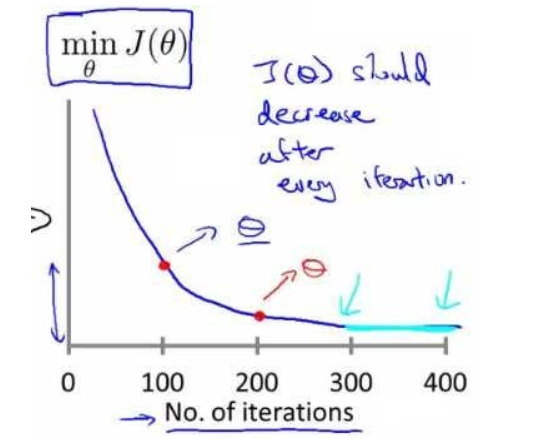 min J(θ)
θ
J(θ) should
decrease
after
every iteration.
θ
θ
0 100 200 300 400
No. of iterations